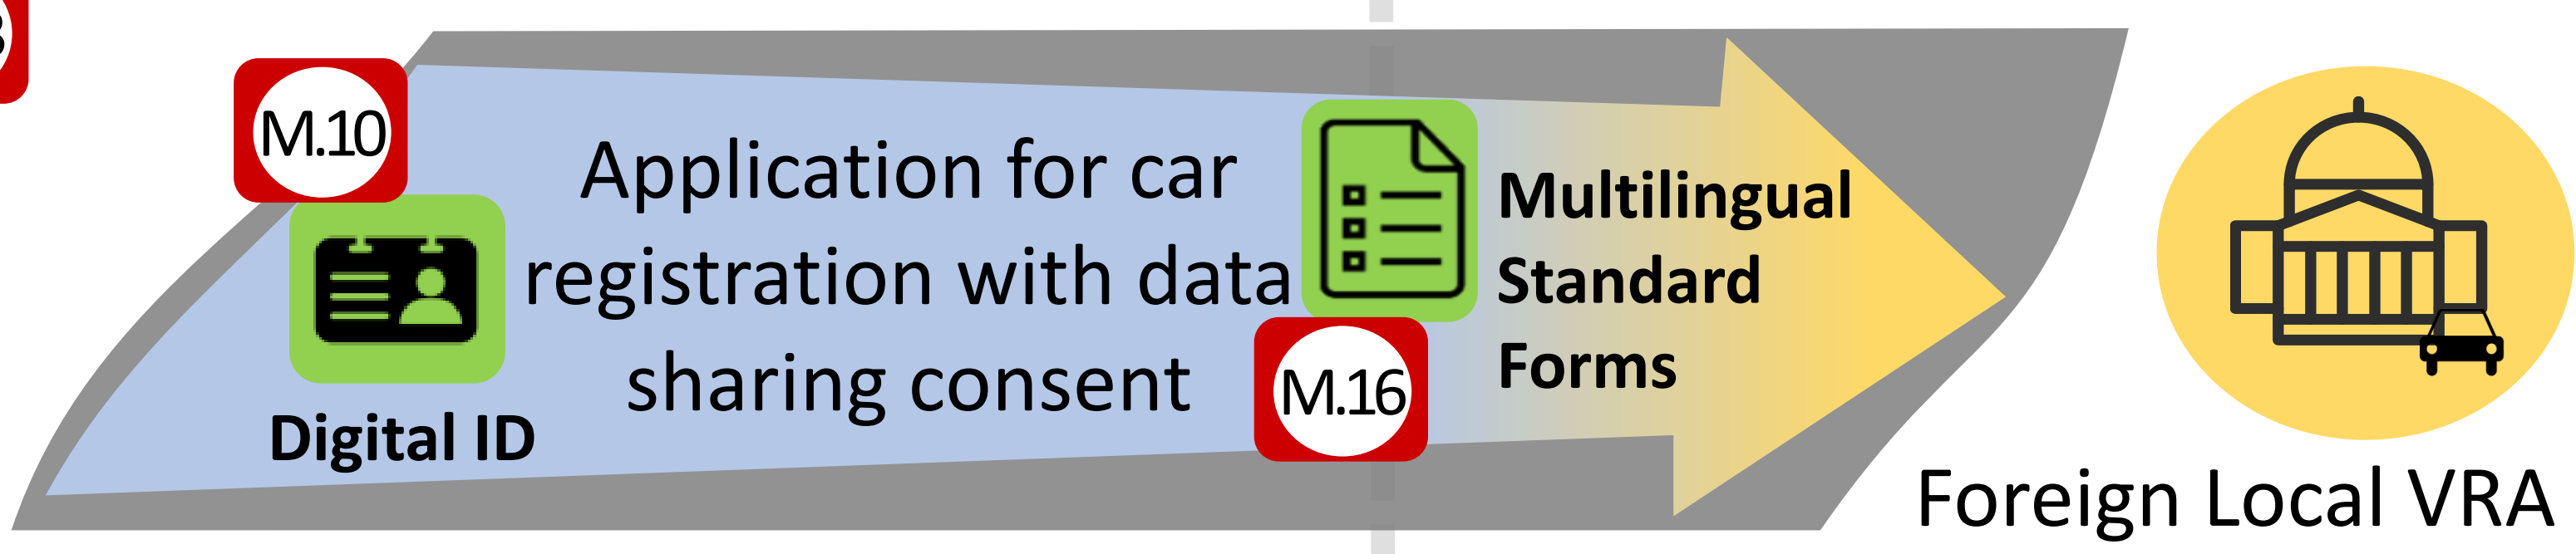 M.10
Digital ID
Application for car
registration with data
sharing consent
M.16
Multilingual
Standard
Forms
Foreign Local VRA